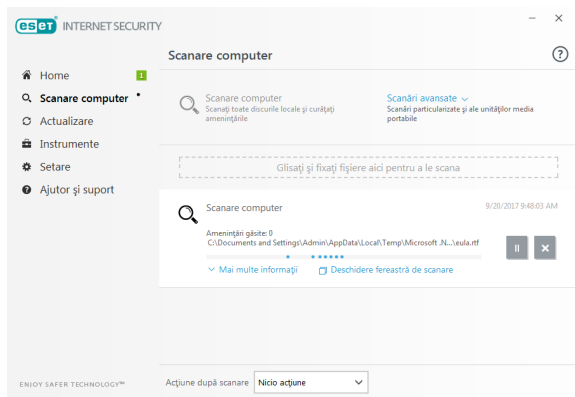 eset INTERNET SECURITY
Scanare computer
?
Home 1
Scanare computer
Actualizare
Instrumente
Setare
Ajutor și suport
Scanare computer
Scanați toate discurile locale și curățați
amenințările
Scanări avansate
Scanări particularizate și ale unităților media
portabile
Glisați și fixați fișiere aici pentru a le scana
Scanare computer
9/20/2017 9:48:03 AM
Amenințări găsite: 0
C:\Documents and Settings\Admin\AppData\Local\Temp\Microsoft .N...\eula.rtf
Mai multe informații
Deschidere fereastră de scanare
Acțiune după scanare
Nicio acțiune
ENJOY SAFER TECHNOLOGY™